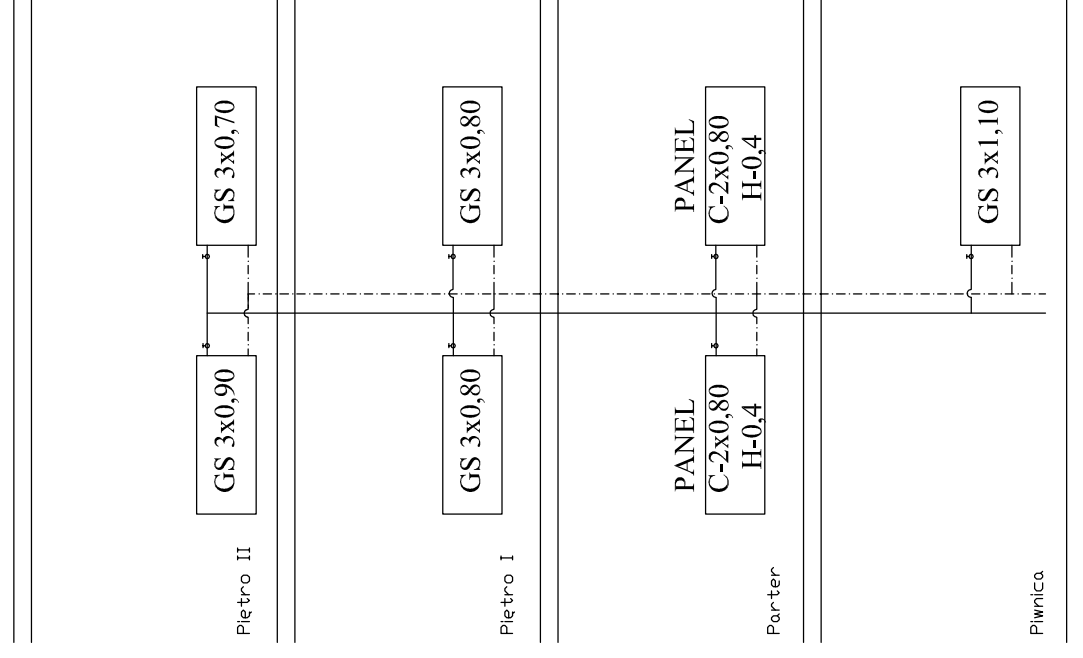 GS 3x0,90
GS 3x0,70
Piętro II
GS 3x0,80
GS 3x0,80
Piętro I
PANEL
C-2x0,80
H-0,4
PANEL
C-2x0,80
H-0,4
Parter
GS 3x1,10
Piwnica